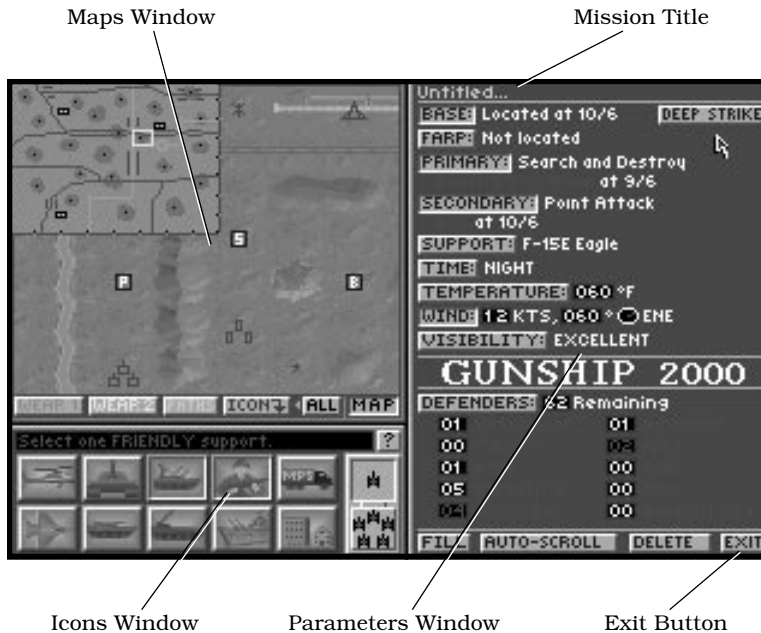 Maps Window
Mission Title
Untitled...
BASE: Located at 10/6
DEEP STRIKE
FARP: Not located
PRIMARY: Search and Destroy
at 9/6
SECONDARY: Point Attack
at 10/6
SUPPORT: F-15E Eagle
TIME: NIGHT
TEMPERATURE: 060 °F
WIND: 12 KTS, 060 ° ENE
VISIBILITY: EXCELLENT
GUNSHIP 2000
DEFENDERS: 82 Remaining
01 01
00
01 00
05 00
00
S
P
B
ICON ALL MAP
Select one FRIENDLY support. ?
MPS
FILL AUTO-SCROLL DELETE EXIT
Icons Window
Parameters Window
Exit Button